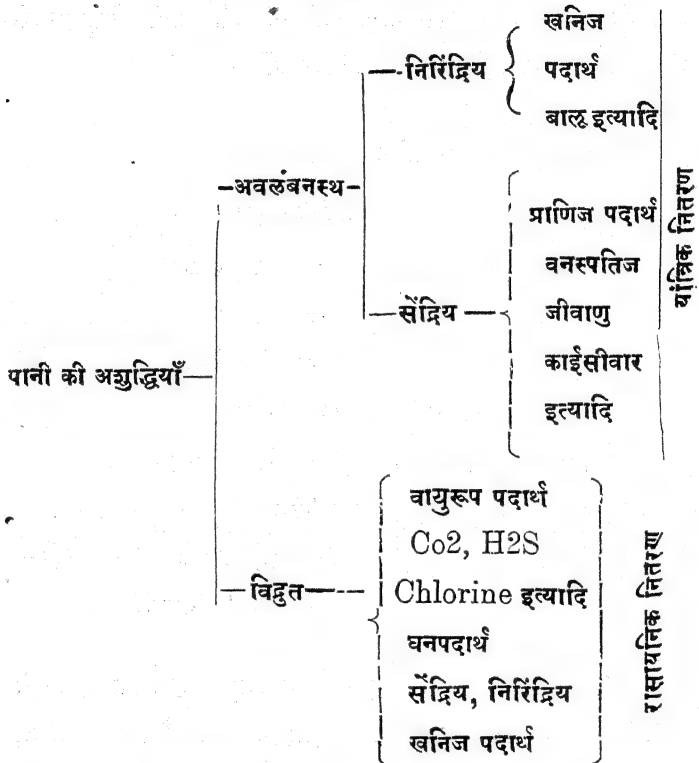 खनिज
—निरिंद्रिय
पदार्थ
बालू इत्यादि
—अवलंबनस्थ—
यांत्रिक नितरण
प्राणिज पदार्थ
वनस्पतिज
—सेंद्रिय—
जीवाणु
काईसीवार
इत्यादि
पानी की अशुद्धियाँ—
वायुरूप पदार्थ
Co2, H2S
—विद्रुत—
Chlorine इत्यादि
घनपदार्थ
सेंद्रिय, निरिंद्रिय
खनिज पदार्थ
रासायनिक नितरण